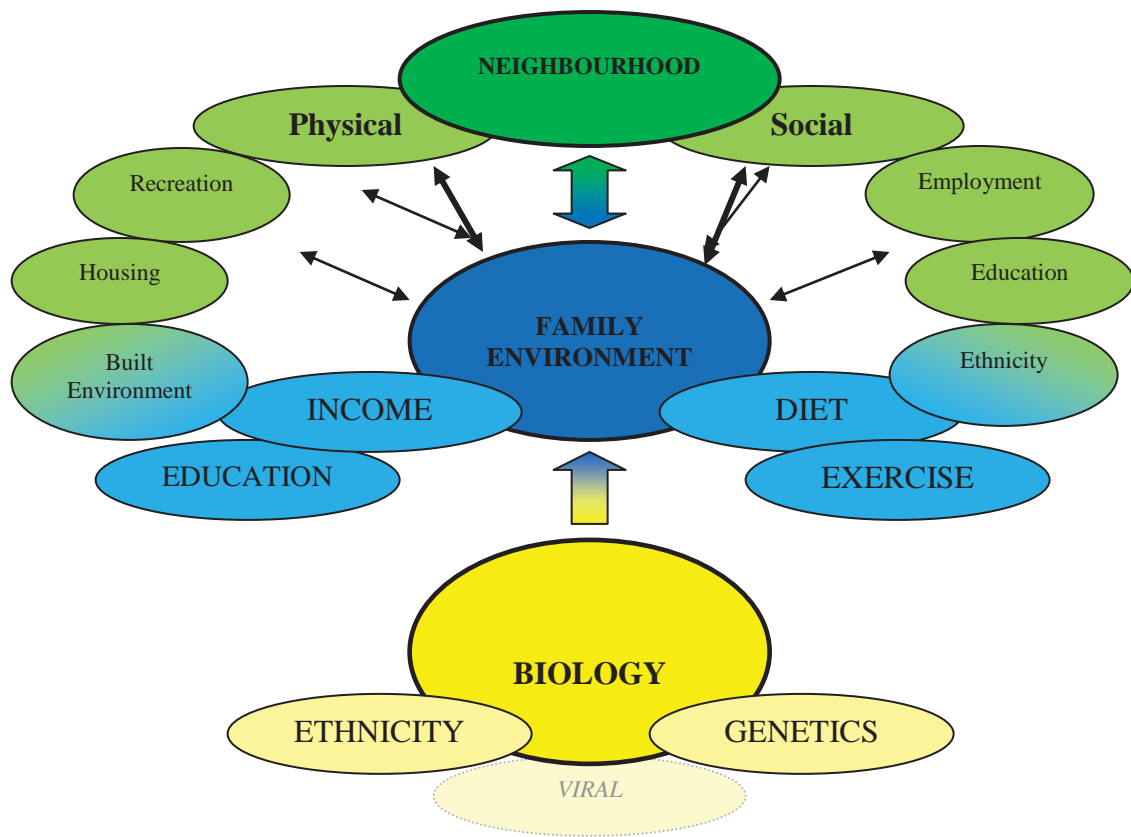 NEIGHBOURHOOD
Physical
Social
Recreation
Employment
Housing
Education
FAMILY
ENVIRONMENT
Built
Environment
Ethnicity
INCOME
DIET
EDUCATION
EXERCISE
BIOLOGY
ETHNICITY
GENETICS
VIRAL